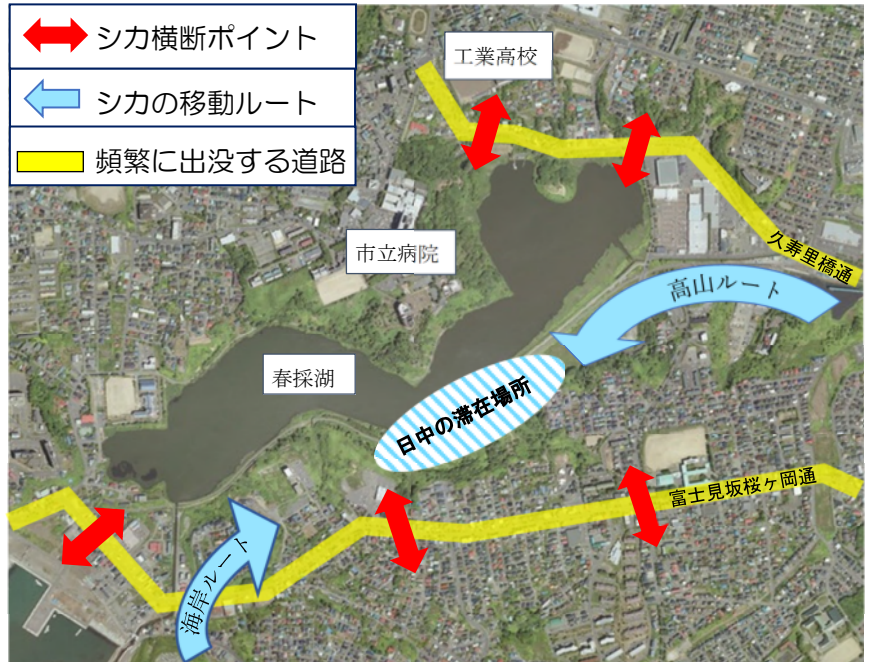 シカ横断ポイント
シカの移動ルート
頻繁に出没する道路
工業高校
市立病院
久寿里橋通
高山ルート
春採湖
日中の滞在場所
富士見坂桜ヶ岡通
海岸ルート